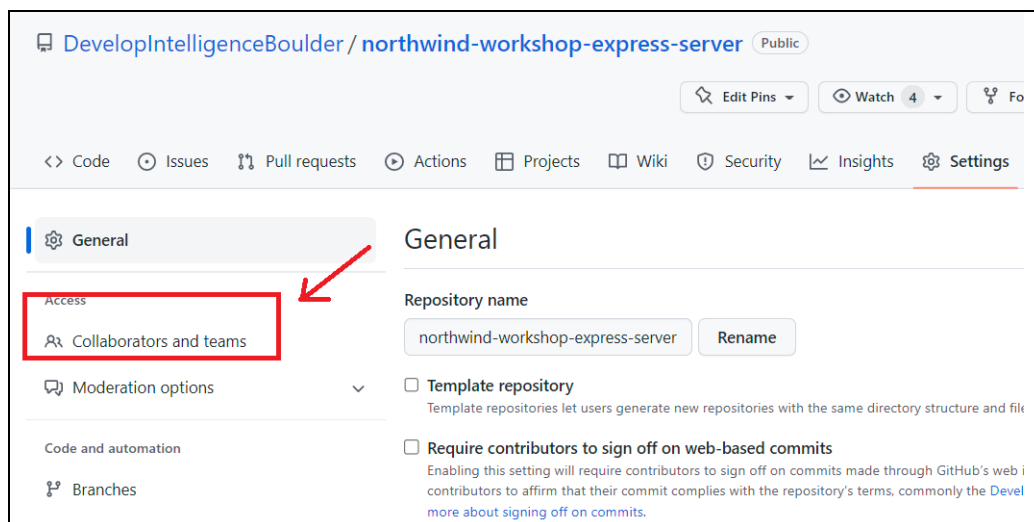 DevelopIntelligenceBoulder / northwind-workshop-express-server Public
Edit Pins Watch 4
Code Issues Pull requests Actions Projects Wiki Security Insights Settings
General
General
Access
Repository name
Collaborators and teams
northwind-workshop-express-server Rename
Moderation options
Template repository
Template repositories let users generate new repositories with the same directory structure and
Code and automation
Require contributors to sign off on web-based commits
Enabling this setting will require contributors to sign off on commits made through GitHub's web
Branches
contributors to affirm that their commit complies with the repository's terms, commonly the
more about signing off on commits.